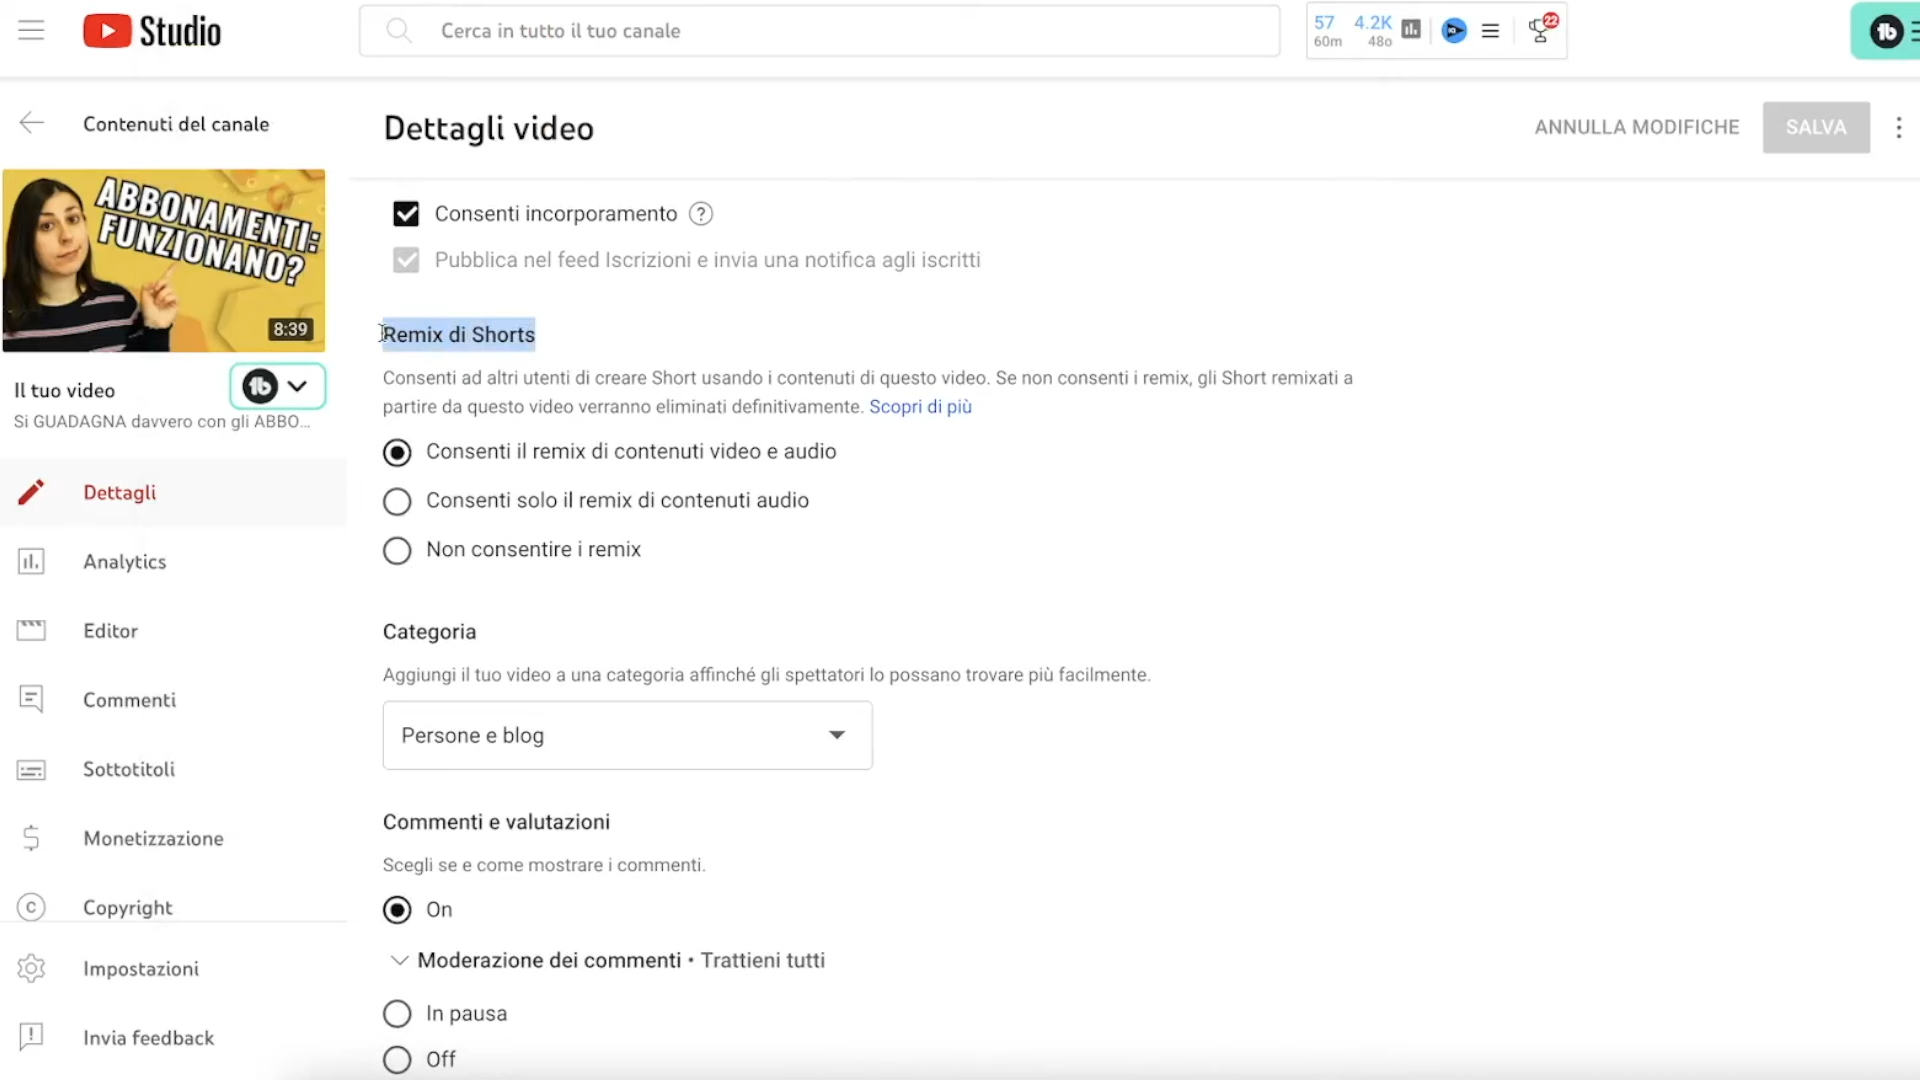 Studio
Cerca in tutto il tuo canale
57 4.2K
60m 48o
22
Contenuti del canale
Dettagli video
ANNULLA MODIFICHE
SALVA
ABBONAMENTI:
FUNZIONANO?
8:39
Il tuo video
Si GUADAGNA davvero con gli ABBO...
Dettagli
Analytics
Editor
Commenti
Sottotitoli
Monetizzazione
Copyright
Impostazioni
Invia feedback
Consenti incorporamento
Pubblica nel feed Iscrizioni e invia una notifica agli iscritti
Remix di Shorts
Consenti ad altri utenti di creare Short usando i contenuti di questo video. Se non consenti i remix, gli Short remixati a
partire da questo video verranno eliminati definitivamente. Scopri di più
Consenti il remix di contenuti video e audio
Consenti solo il remix di contenuti audio
Non consentire i remix
Categoria
Aggiungi il tuo video a una categoria affinché gli spettatori lo possano trovare più facilmente.
Persone e blog
Commenti e valutazioni
Scegli se e come mostrare i commenti.
On
Moderazione dei commenti • Trattieni tutti
In pausa
Off